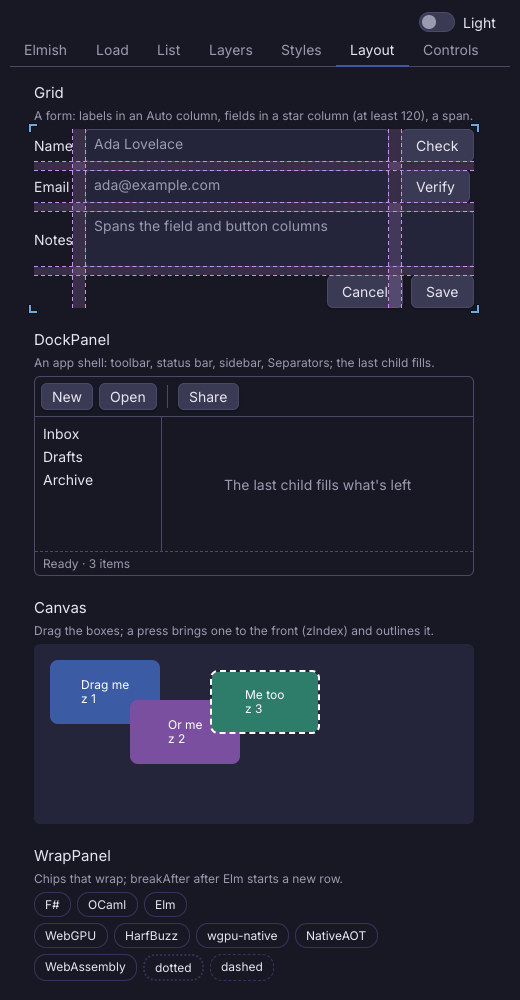 Light
Elmish Load List Layers Styles Layout Controls
Grid
A form: labels in an Auto column, fields in a star column (at least 120), a span.
Name Ada Lovelace Check
Email ada@example.com Verify
Notes Spans the field and button columns
Cancel Save
DockPanel
An app shell: toolbar, status bar, sidebar, Separators; the last child fills.
New Open Share
Inbox
Drafts
Archive
The last child fills what's left
Ready · 3 items
Canvas
Drag the boxes; a press brings one to the front (zIndex) and outlines it.
Drag me
z 1
Or me
z 2
Me too
z 3
WrapPanel
Chips that wrap; breakAfter after Elm starts a new row.
F# OCaml Elm
WebGPU HarfBuzz wgpu-native NativeAOT
WebAssembly dotted dashed